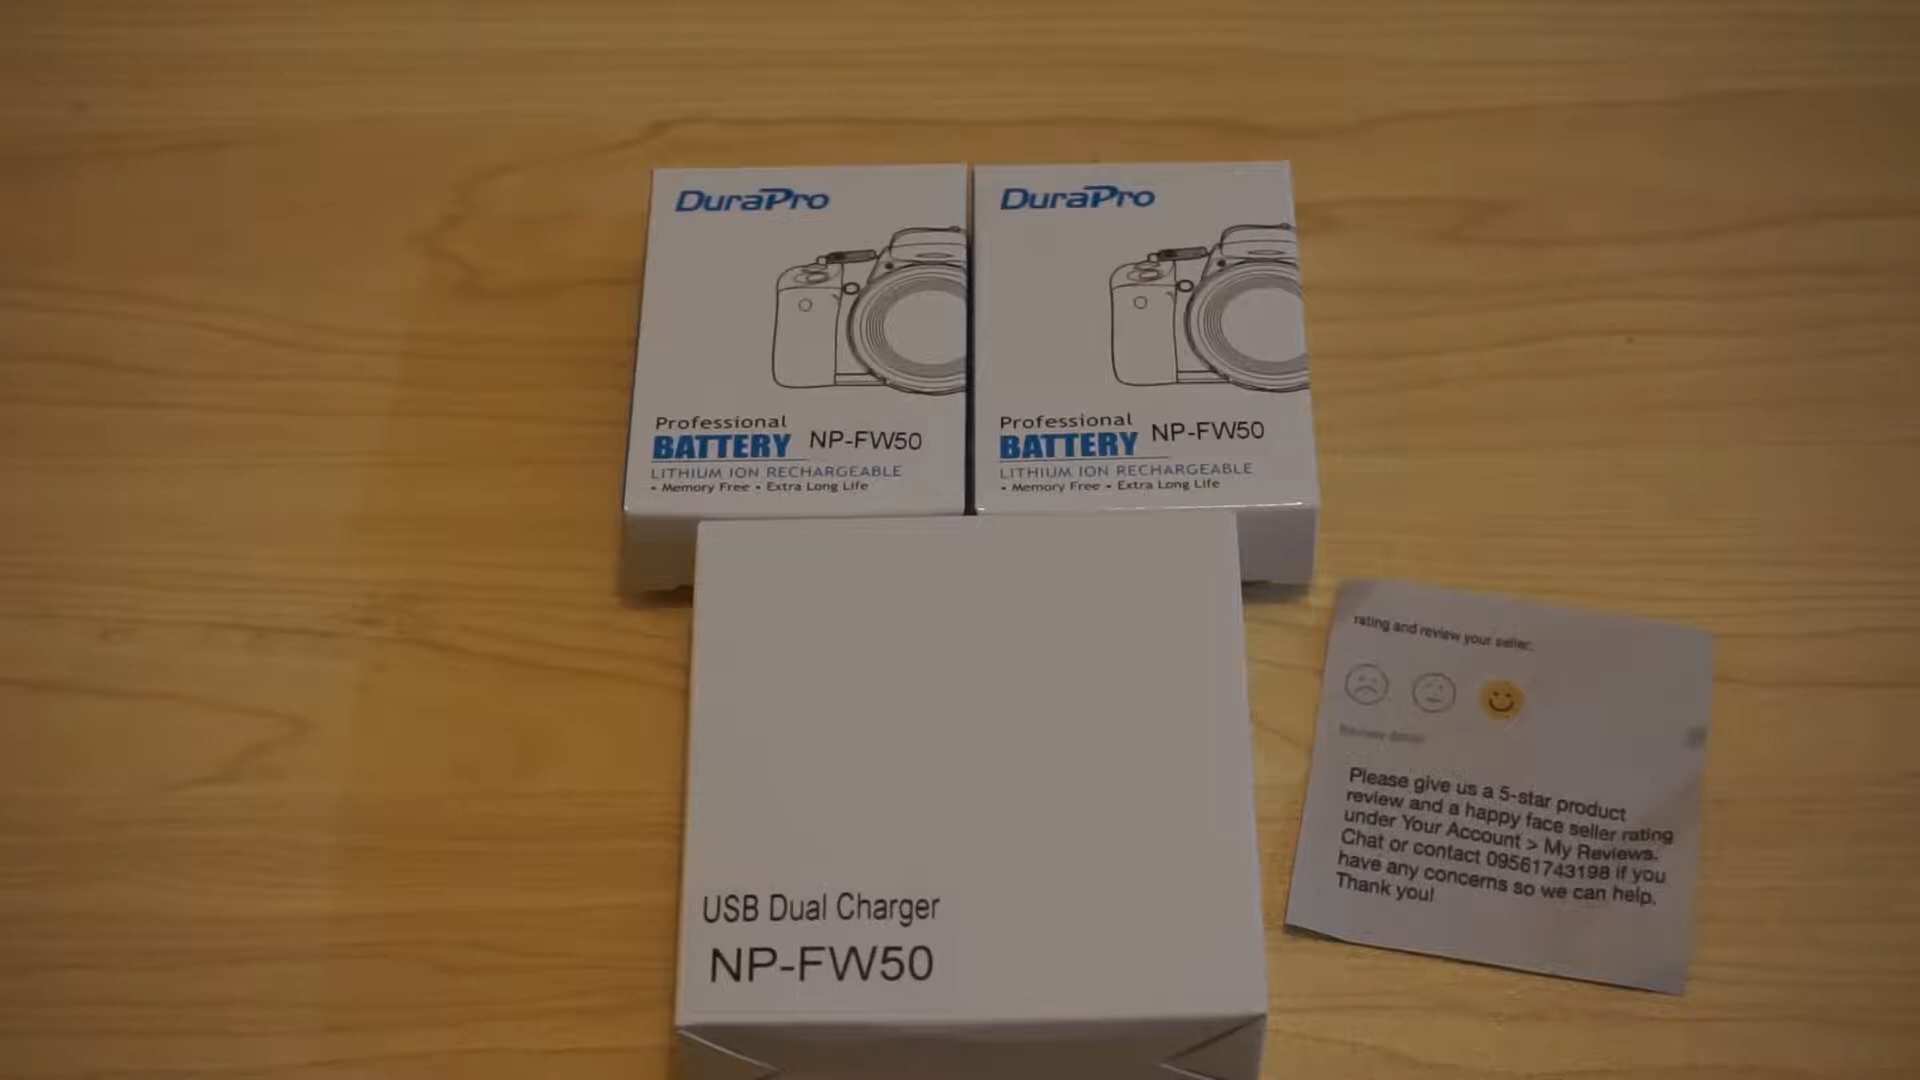 DuraPro
Professional
BATTERY NP-FW50
LITHIUM ION RECHARGEABLE
• Memory Free • Extra Long Life
DuraPro
Professional
BATTERY NP-FW50
LITHIUM ION RECHARGEABLE
• Memory Free • Extra Long Life
USB Dual Charger
NP-FW50
rating and review your seller.
Review detail
Please give us a 5-star product
review and a happy face seller rating
under Your Account > My Reviews.
Chat or contact 09561743198 if you
have any concerns so we can help.
Thank you!